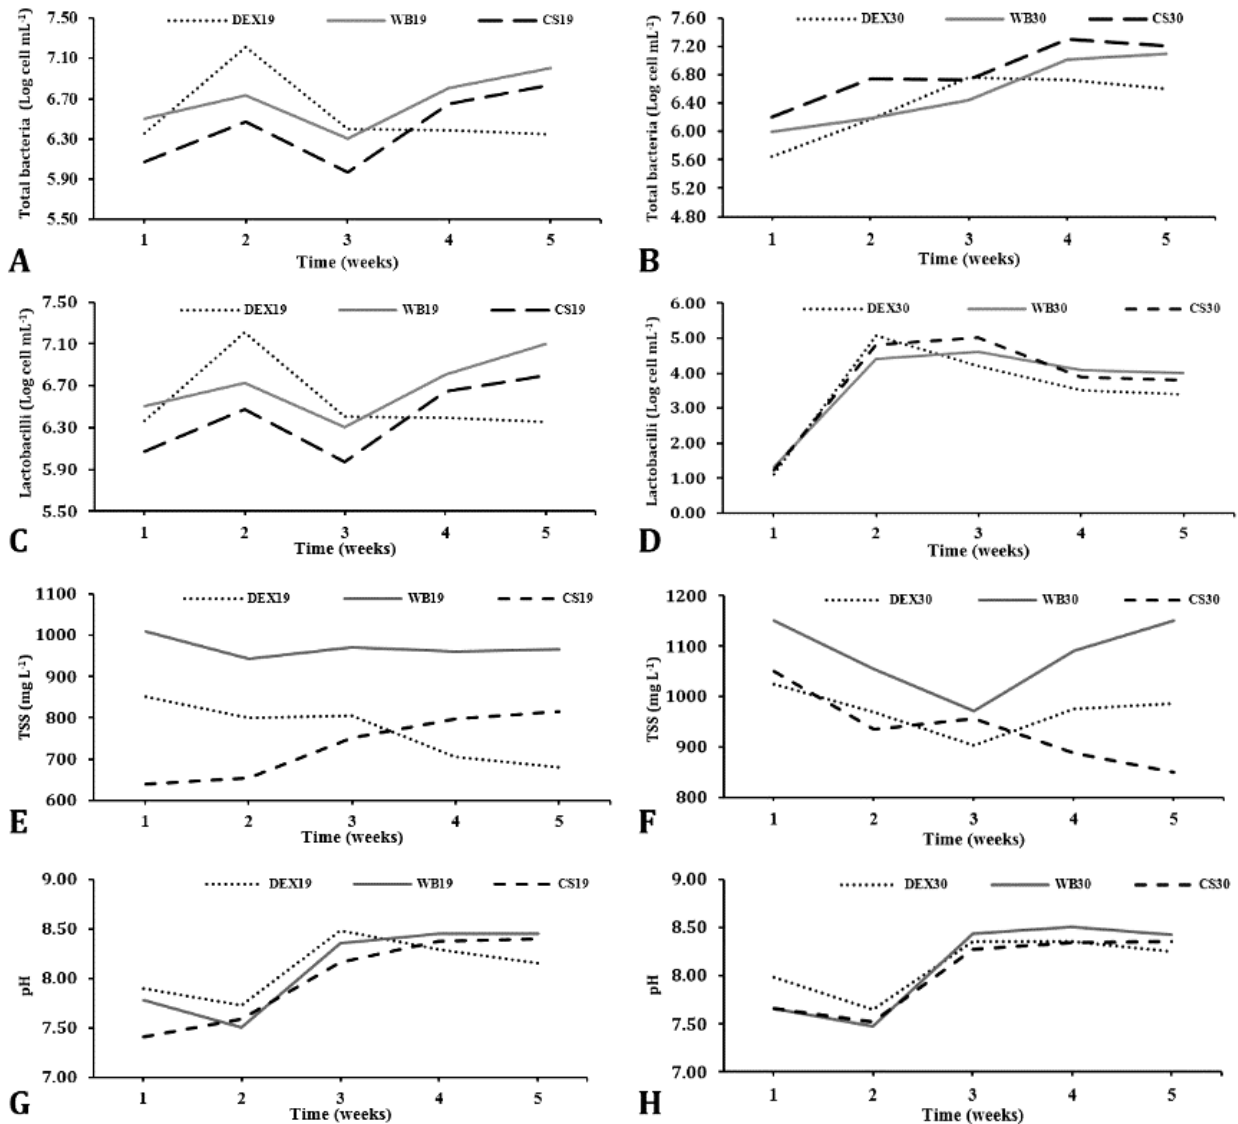 7.50
DEX19 WB19 CS19
7.10
6.70
6.30
5.90
5.50
Total bacteria (Log cell mL-1)
1 2 3 4 5
Time (weeks)
A
7.60
DEX30 WB30 CS30
7.20
6.80
6.40
6.00
5.60
5.20
4.80
Total bacteria (Log cell mL-1)
1 2 3 4 5
Time (weeks)
B
7.50
DEX19 WB19 CS19
7.10
6.70
6.30
5.90
5.50
Lactobacilli (Log cell mL-1)
1 2 3 4 5
Time (weeks)
C
6.00
DEX30 WB30 CS30
5.00
4.00
3.00
2.00
1.00
0.00
Lactobacilli (Log cell mL-1)
1 2 3 4 5
Time (weeks)
D
1100
DEX19 WB19 CS19
1000
900
800
700
600
TSS (mg L-1)
1 2 3 4 5
Time (weeks)
E
1200
DEX30 WB30 CS30
1100
1000
900
800
TSS (mg L-1)
1 2 3 4 5
Time (weeks)
F
9.00
DEX19 WB19 CS19
8.50
8.00
7.50
7.00
pH
1 2 3 4 5
Time (weeks)
G
9.00
DEX30 WB30 CS30
8.50
8.00
7.50
7.00
pH
1 2 3 4 5
Time (weeks)
H